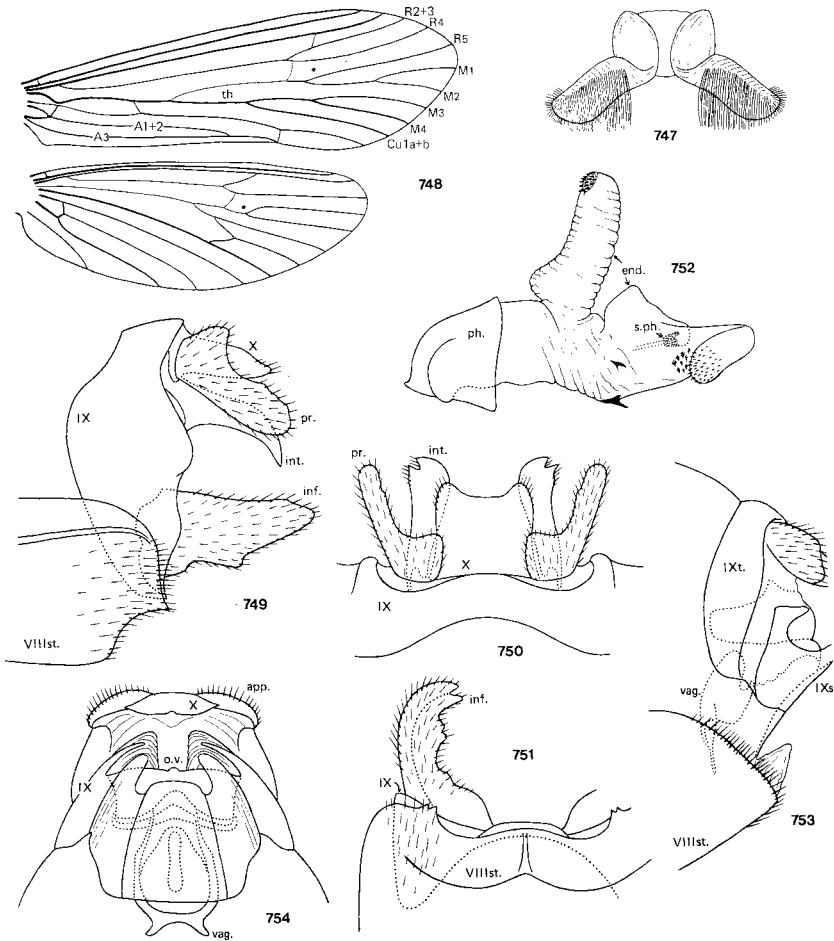 R2+3
R4
R5
M1
M2
M3
M4
Cu1a+b
th
A1+2
A3
748
747
752
end.
s.ph.
ph.
X
IX
pr.
int.
inf.
VIIIst.
749
pr.
int.
X
IX
750
IXt.
vag.
IXs
VIIIst.
753
app.
X
o.v.
IX
754
vag.
inf.
751
IX
VIIIst.